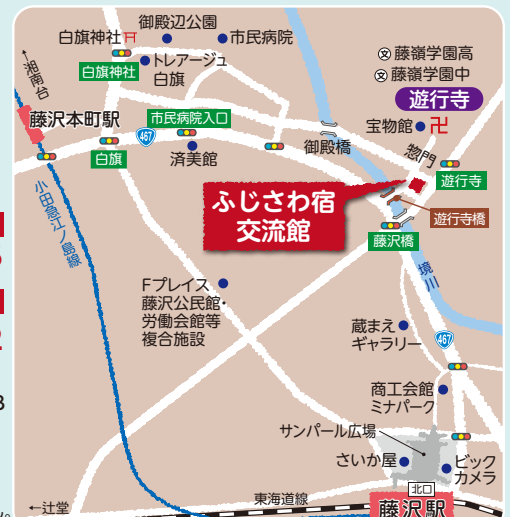 御殿辺公園
白旗神社
市民病院
藤嶺学園高
藤嶺学園中
白旗神社
トレアージュ
白旗
←湘南台
遊行寺
藤沢本町駅
市民病院入口
467
宝物館
御殿橋
惣門
白旗
済美館
遊行寺
ふじさわ宿
交流館
遊行寺橋
藤沢橋
小田急江ノ島線
境川
Fプレイス
藤沢公民館・
労働会館等
複合施設
蔵まえ
ギャラリー
467
商工会館
ミナパーク
サンパール広場
さいか屋
ビック
カメラ
北口
←辻堂
東海道線
藤沢駅